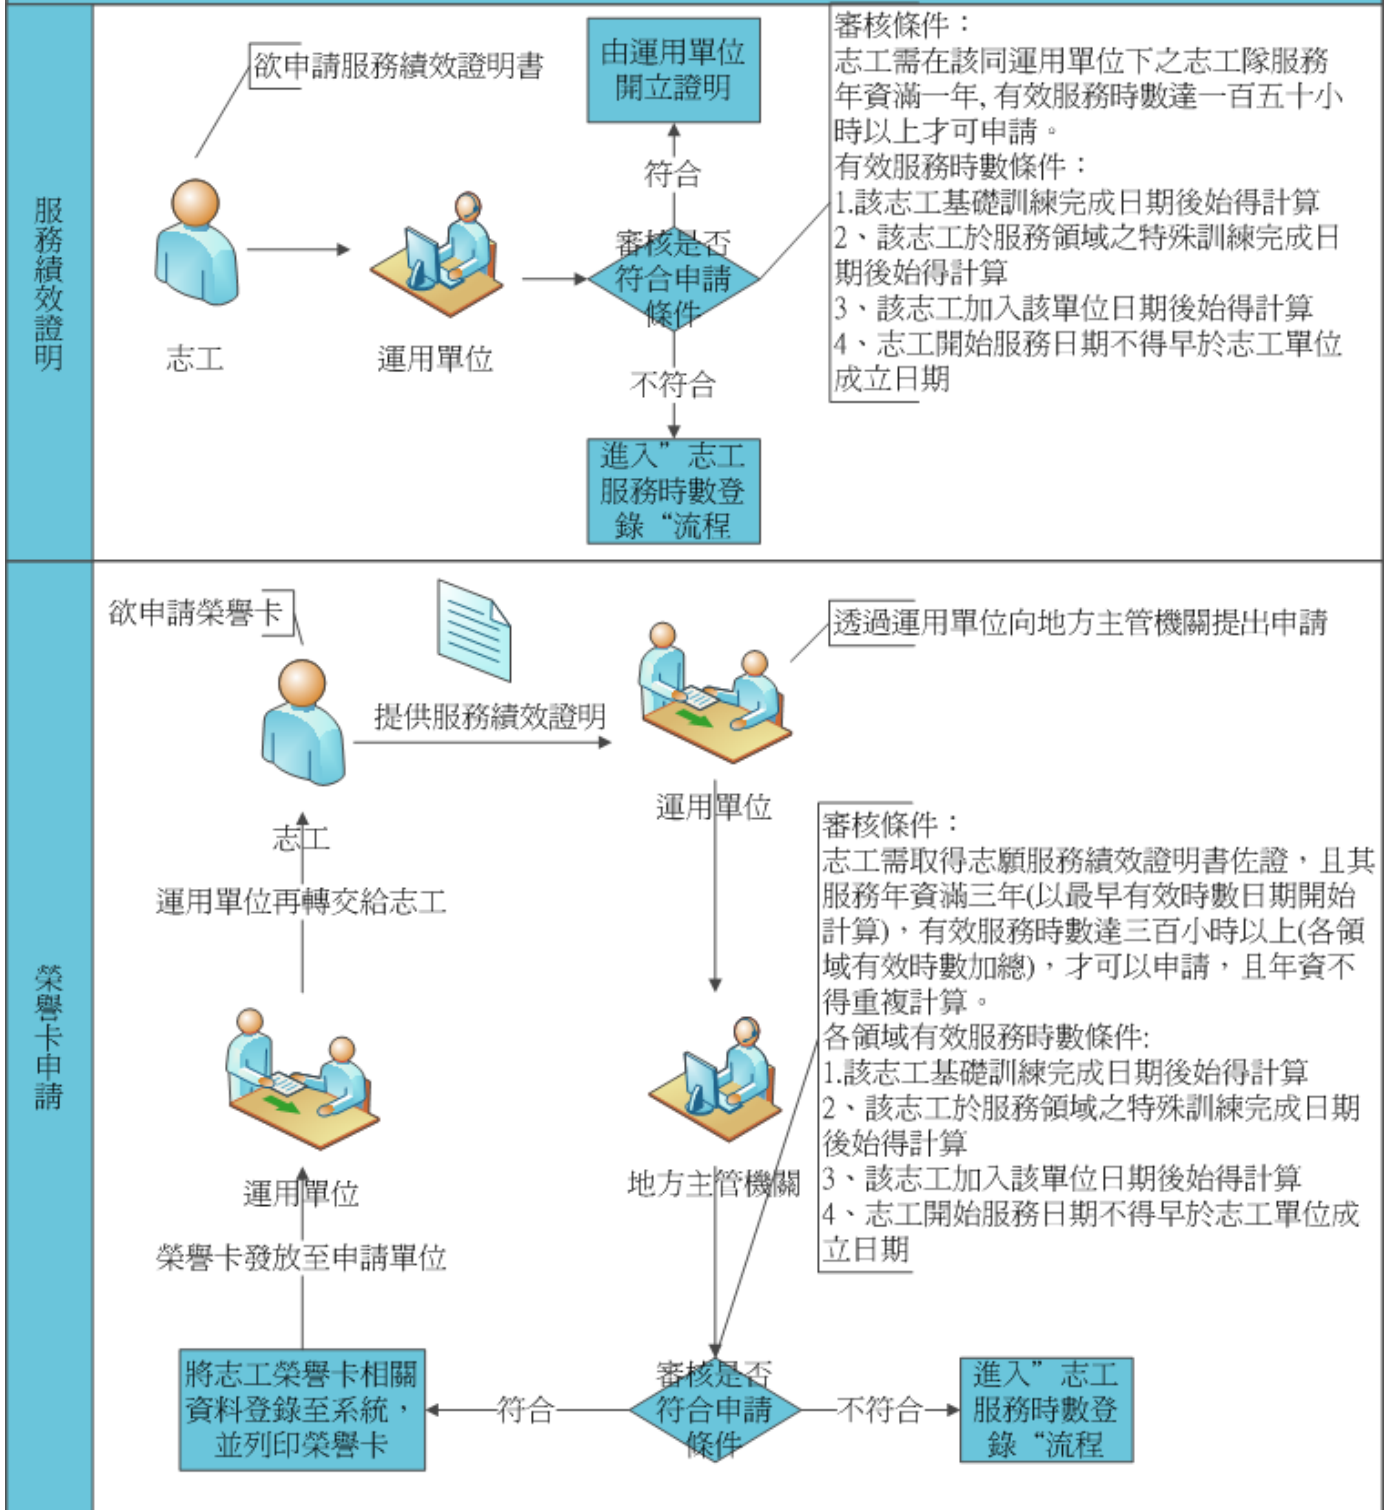 服務績效證明
欲申請服務績效證明書
志工
運用單位
由運用單位
開立證明
符合
審核是否
符合申請
條件
不符合
進入”志工
服務時數登
錄“流程
審核條件：
志工需在該同運用單位下之志工隊服務
年資滿一年, 有效服務時數達一百五十小
時以上才可申請。
有效服務時數條件：
1.該志工基礎訓練完成日期後始得計算
2、該志工於服務領域之特殊訓練完成日
期後始得計算
3、該志工加入該單位日期後始得計算
4、志工開始服務日期不得早於志工單位
成立日期
榮譽卡申請
欲申請榮譽卡
志工
提供服務績效證明
運用單位
透過運用單位向地方主管機關提出申請
地方主管機關
審核條件：
志工需取得志願服務績效證明書佐證，且其
服務年資滿三年(以最早有效時數日期開始
計算)，有效服務時數達三百小時以上(各領
域有效時數加總)，才可以申請，且年資不
得重複計算。
各領域有效服務時數條件:
1.該志工基礎訓練完成日期後始得計算
2、該志工於服務領域之特殊訓練完成日期
後始得計算
3、該志工加入該單位日期後始得計算
4、志工開始服務日期不得早於志工單位成
立日期
審核是否
符合申請
條件
不符合
進入”志工
服務時數登
錄“流程
符合
將志工榮譽卡相關
資料登錄至系統，
並列印榮譽卡
榮譽卡發放至申請單位
運用單位
運用單位再轉交給志工